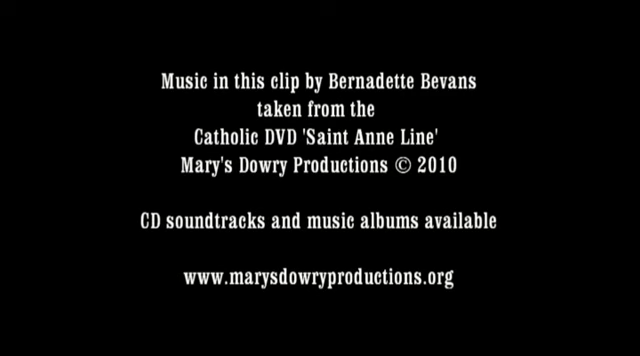 Music in this clip by Bernadette Bevans
taken from the
Catholic DVD 'Saint Anne Line'
Mary's Dowry Productions © 2010
CD soundtracks and music albums available
www.marysdowryproductions.org